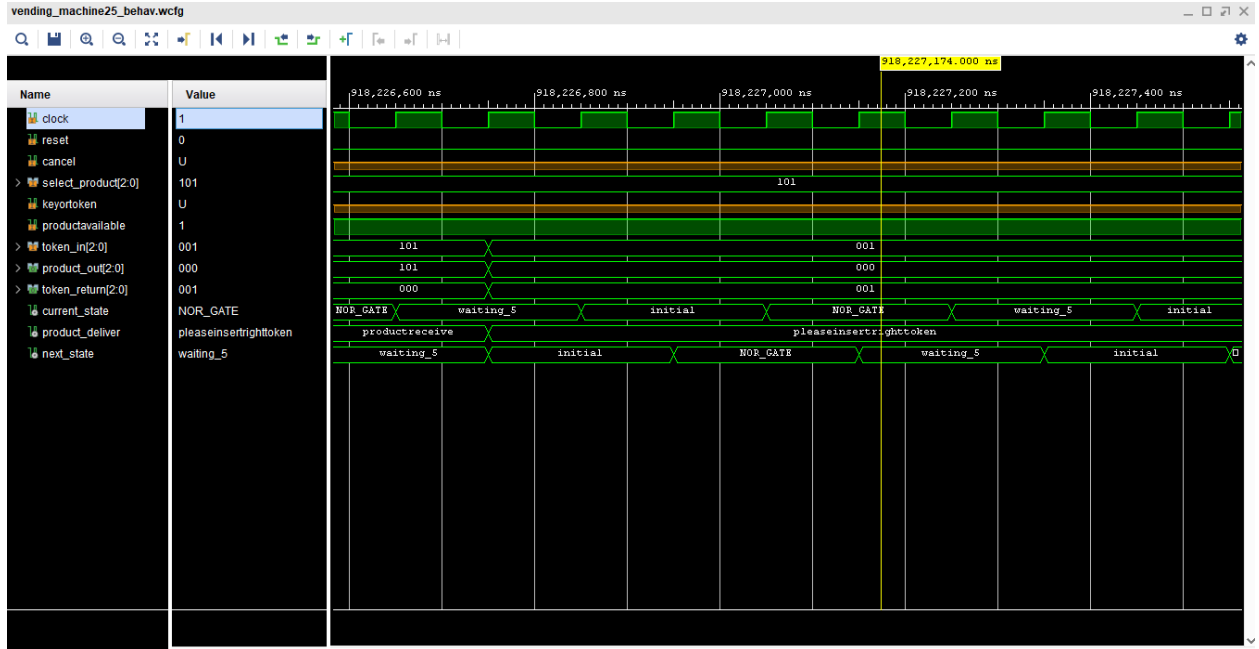 vending_machine25_behav.wcfg
918,227,174.000 ns
Name Value
918,226,600 ns 918,226,800 ns 918,227,000 ns 918,227,200 ns 918,227,400 ns
clock 1
reset 0
cancel U
select_product[2:0] 101 101
keyortoken U
productavailable 1
token_in[2:0] 001 101 001
product_out[2:0] 000 101 000
token_return[2:0] 001 000 001
current_state NOR_GATE NOR_GATE waiting_5 initial NOR_GATE waiting_5 initial
product_deliver pleaseinsertrighttoken productreceive pleaseinsertrighttoken
next_state waiting_5 waiting_5 initial NOR_GATE waiting_5 initial